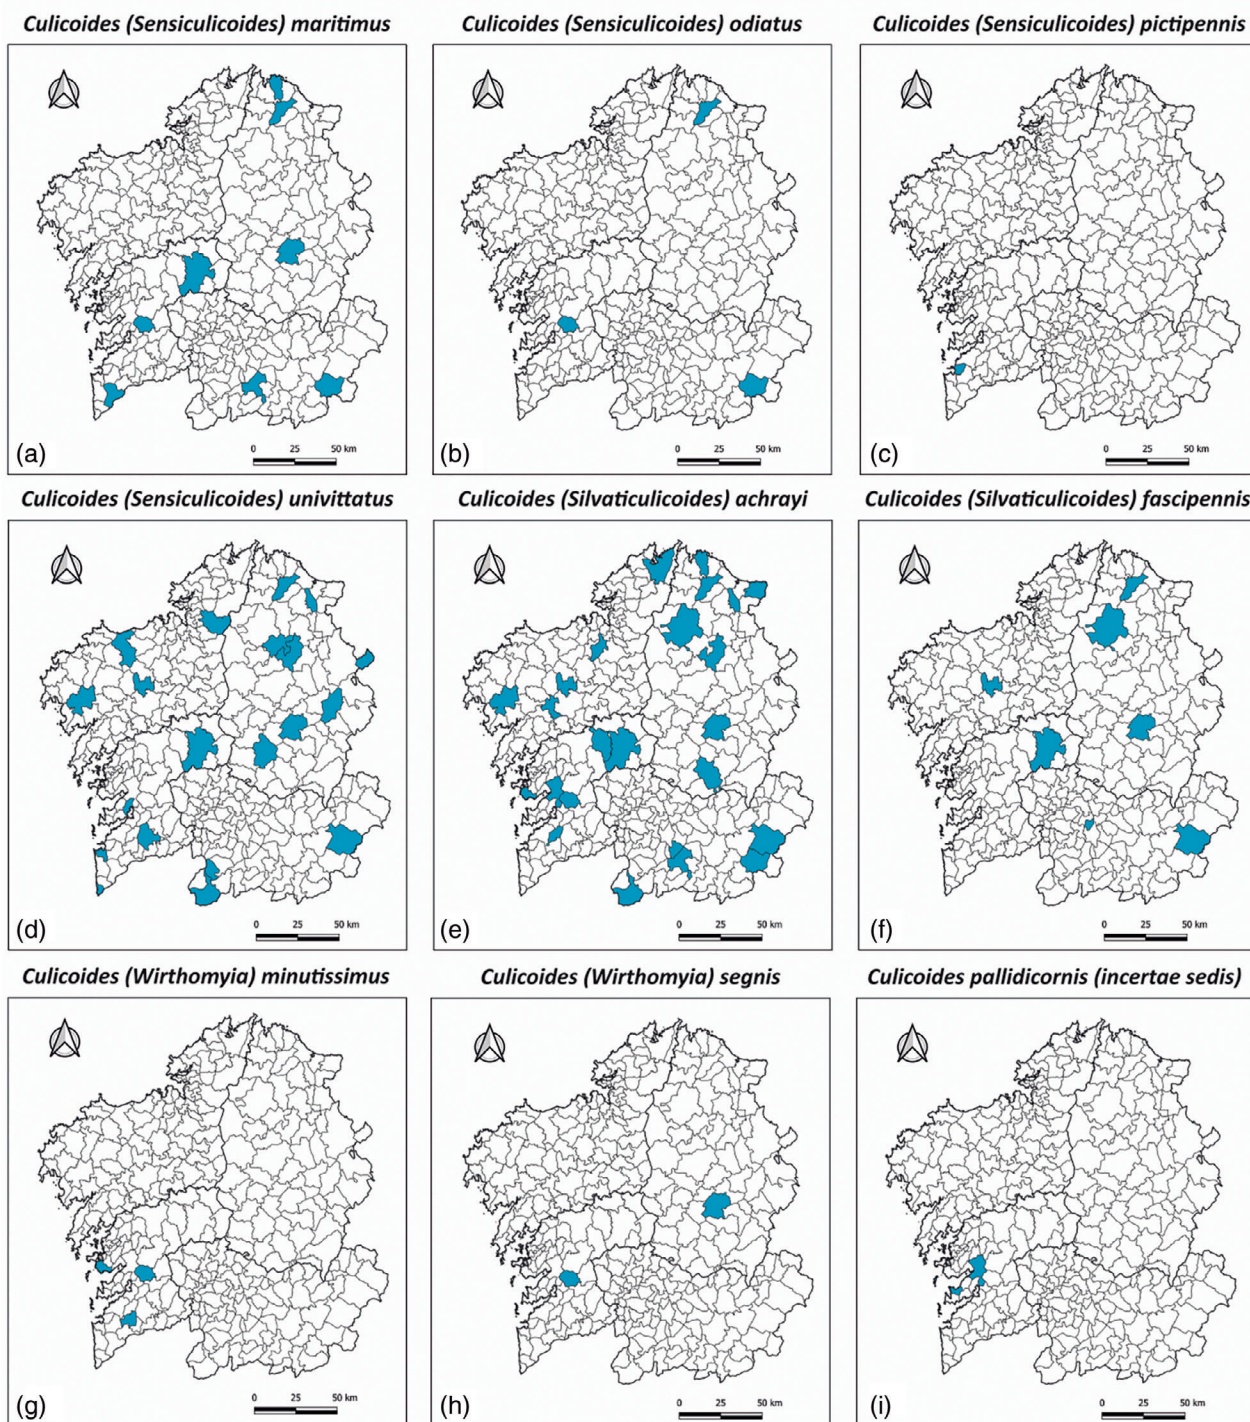 Culicoides (Sensiculicoides) maritimus
Culicoides (Sensiculicoides) odiatus
Culicoides (Sensiculicoides) pictipennis
(a)
0 25 50 km
(b)
0 25 50 km
(c)
0 25 50 km
Culicoides (Sensiculicoides) univittatus
Culicoides (Silvaticulicoides) achrayi
Culicoides (Silvaticulicoides) fascipennis
(d)
0 25 50 km
(e)
0 25 50 km
(f)
0 25 50 km
Culicoides (Wirthomyia) minutissimus
Culicoides (Wirthomyia) segnis
Culicoides pallidicornis (incertae sedis)
(g)
0 25 50 km
(h)
0 25 50 km
(i)
0 25 50 km